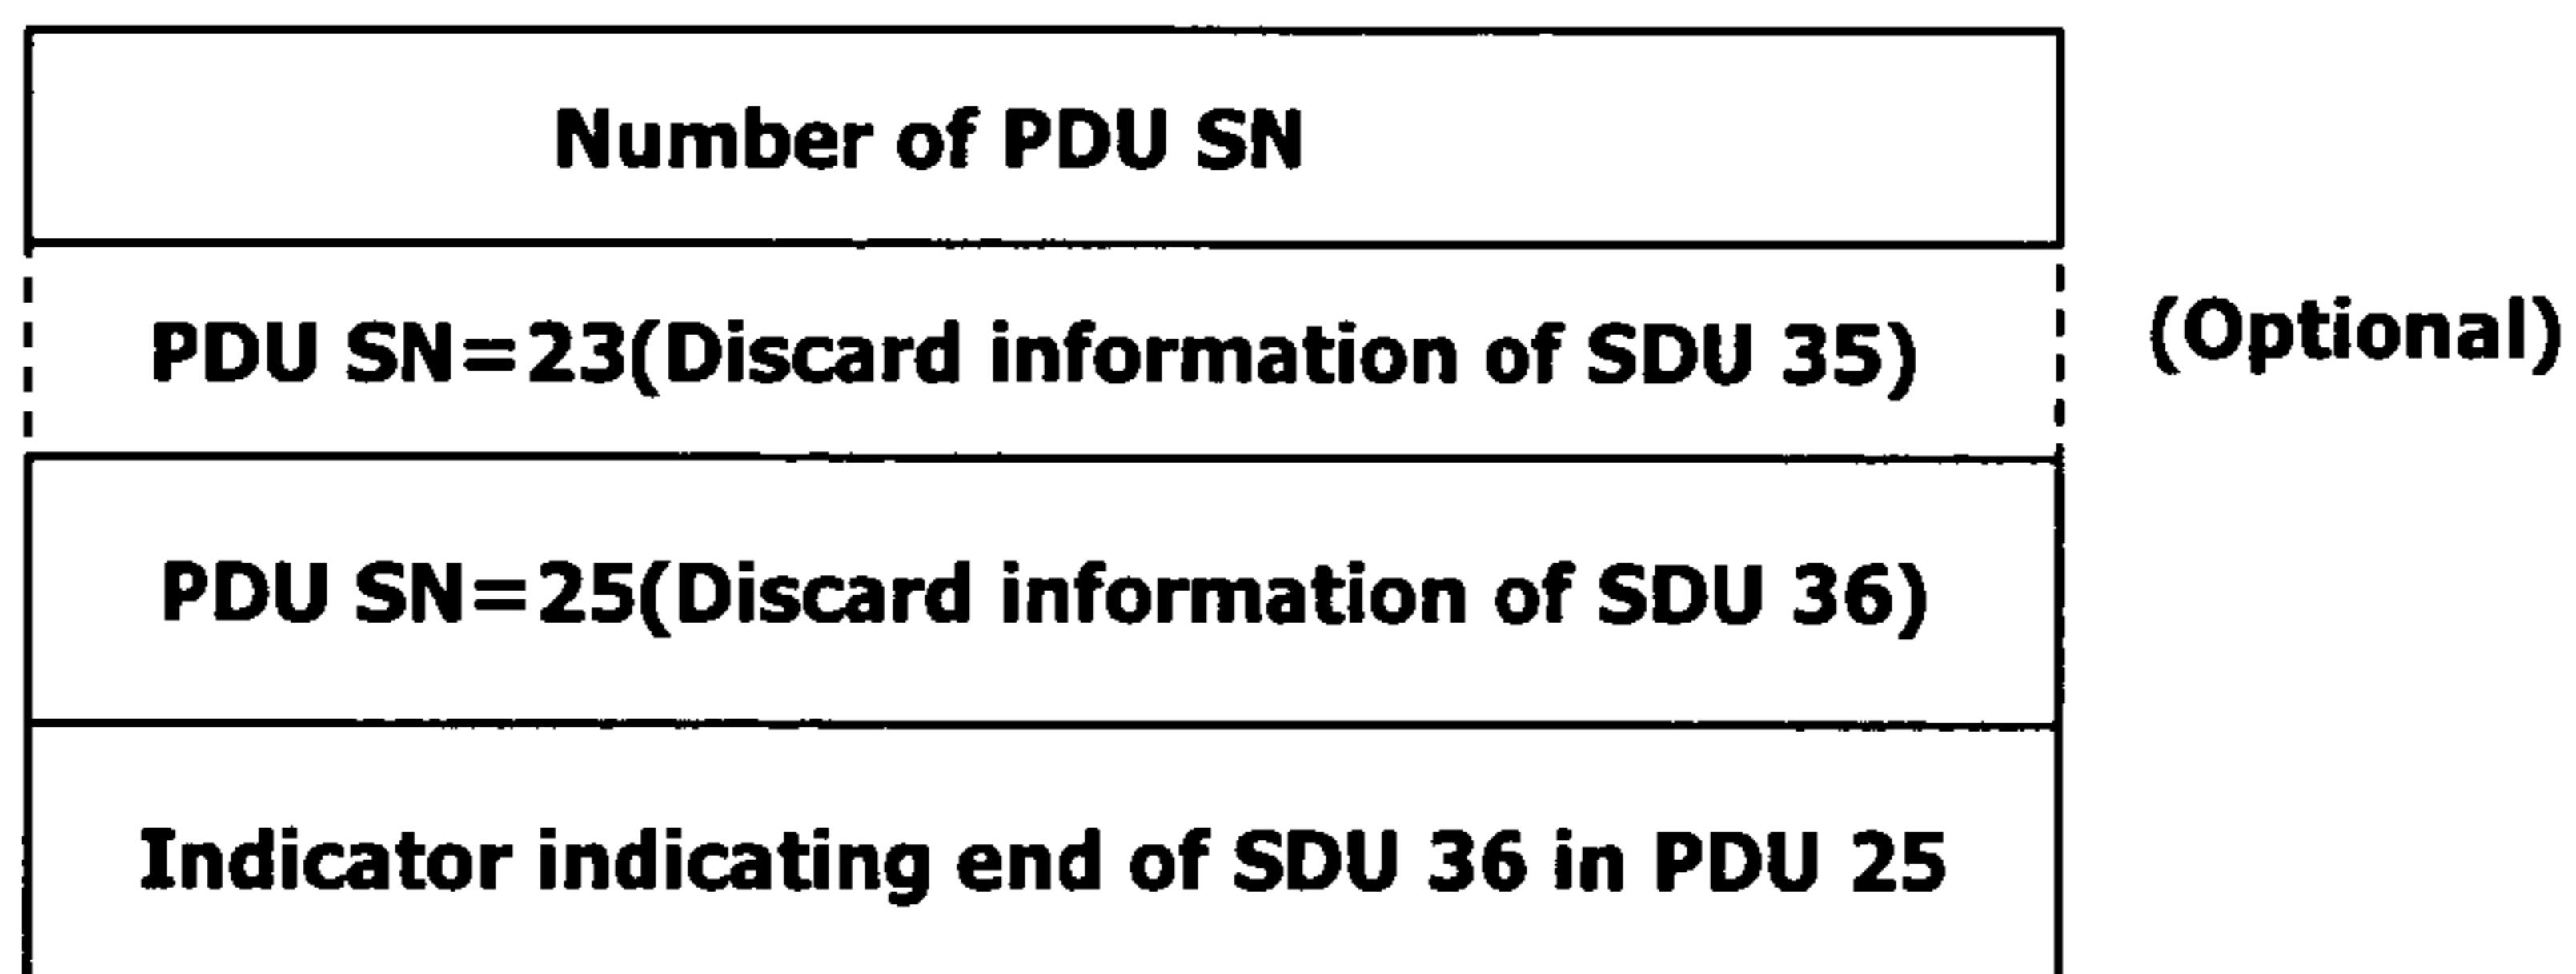 Number of PDU SN
PDU SN=23(Discard information of SDU 35)
(Optional)
PDU SN=25(Discard information of SDU 36)
Indicator indicating end of SDU 36 in PDU 25